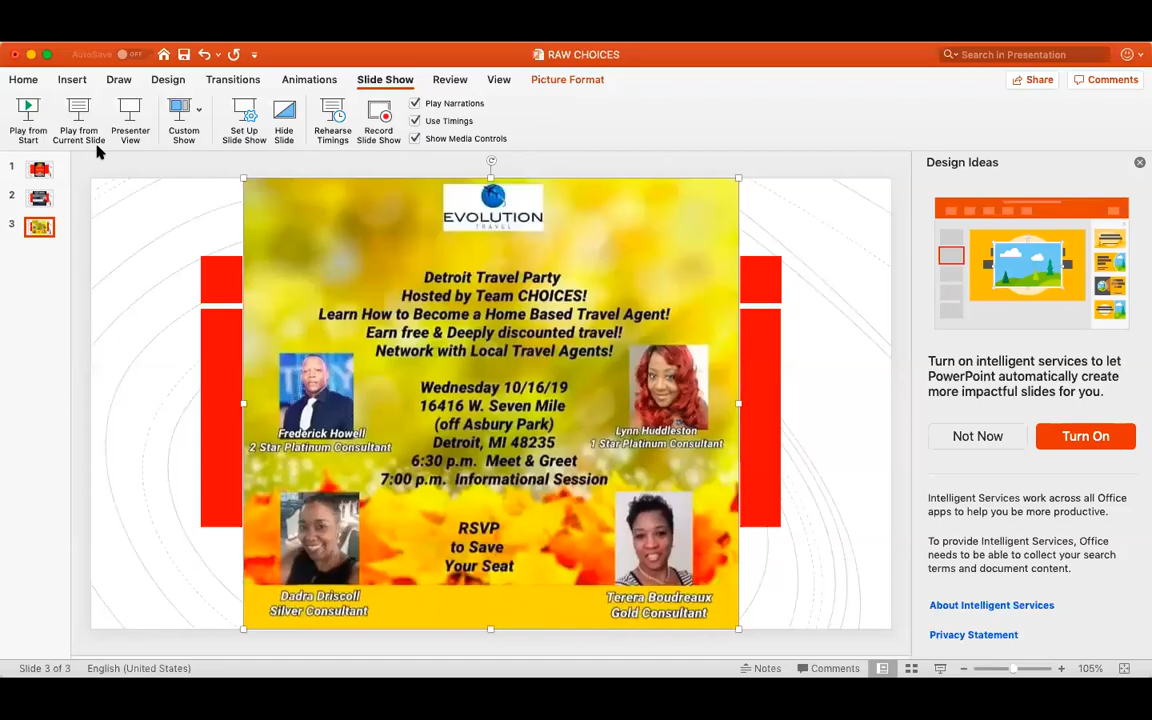 AutoSave OFF
RAW CHOICES
Search in Presentation
Home Insert Draw Design Transitions Animations Slide Show Review View Picture Format
Share Comments
Play from Start
Play from Current Slide
Presenter View
Custom Show
Set Up Slide Show
Hide Slide
Rehearse Timings
Record Slide Show
Play Narrations
Use Timings
Show Media Controls
1
2
3
EVOLUTION
TRAVEL
Detroit Travel Party
Hosted by Team CHOICES!
Learn How to Become a Home Based Travel Agent!
Earn free & Deeply discounted travel!
Network with Local Travel Agents!
Wednesday 10/16/19
16416 W. Seven Mile
(off Asbury Park)
Detroit, MI 48235
6:30 p.m. Meet & Greet
7:00 p.m. Informational Session
Frederick Howell
2 Star Platinum Consultant
Lynn Huddleston
1 Star Platinum Consultant
RSVP
to Save
Your Seat
Dadra Driscoll
Silver Consultant
Terera Boudreaux
Gold Consultant
Design Ideas
Turn on intelligent services to let
PowerPoint automatically create
more impactful slides for you.
Not Now
Turn On
Intelligent Services work across all Office
apps to help you be more productive.
To provide Intelligent Services, Office
needs to be able to collect your search
terms and document content.
About Intelligent Services
Privacy Statement
Slide 3 of 3 English (United States) Notes Comments 105%